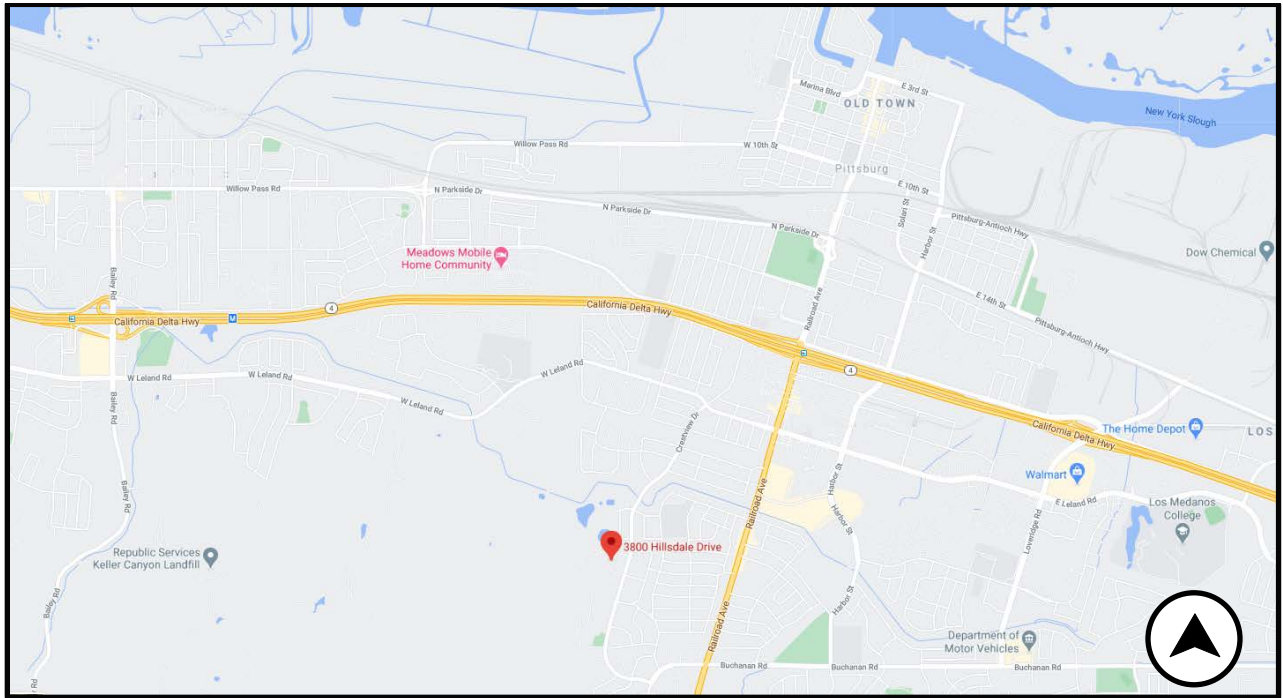 Marina Blvd
E 3rd St
OLD TOWN
New York Slough
Willow Pass Rd
W 10th St
Pittsburg
E 10th St
Willow Pass Rd
N Parkside Dr
N Parkside Dr
N Parkside Dr
Solari St
Harbor St
Pittsburg-Antioch Hwy
Meadows Mobile
Home Community
Dow Chemical
Bailey Rd
E 14th St
Railroad Ave
4
California Delta Hwy
California Delta Hwy
Pittsburg-Antioch Hwy
4
W Leland Rd
W Leland Rd
W Leland Rd
W Leland Rd
Bailey Rd
Crestview Dr
California Delta Hwy
The Home Depot
LOS
Walmart
Harbor St
Railroad Ave
Bailey Rd
E Leland Rd
Los Medanos
College
Harbor St
Loveridge Rd
3800 Hillsdale Drive
Republic Services
Keller Canyon Landfill
Bailey Rd
Harbor St
Railroad Ave
Department of
Motor Vehicles
Buchanan Rd
Buchanan Rd
Buchanan Rd
Rd